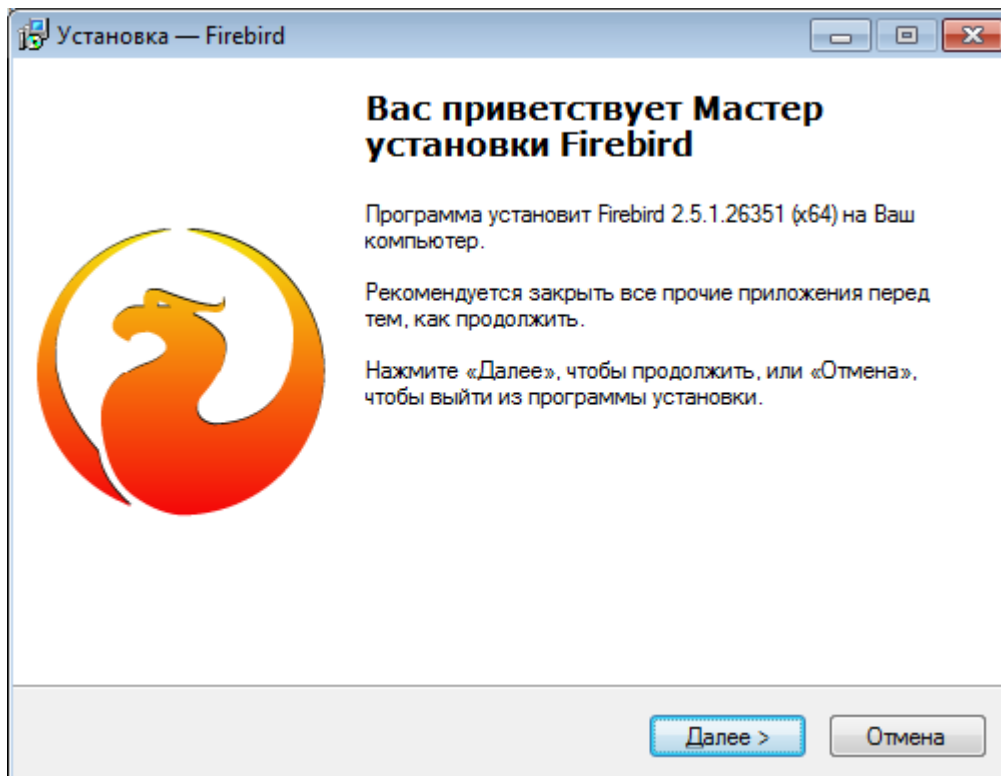 Установка — Firebird
Вас приветствует Мастер
установки Firebird
Программа установит Firebird 2.5.1.26351 (x64) на Ваш
компьютер.
Рекомендуется закрыть все прочие приложения перед
тем, как продолжить.
Нажмите «Далее», чтобы продолжить, или «Отмена»,
чтобы выйти из программы установки.
Далее >
Отмена